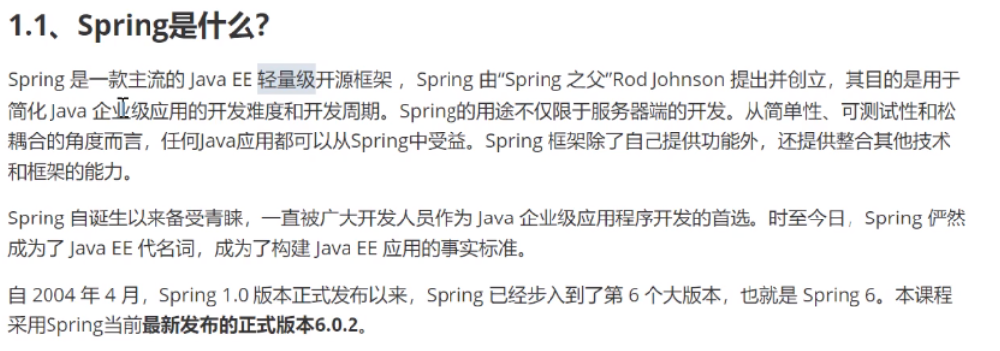 1.1、Spring是什么?
Spring 是一款主流的 Java EE 轻量级开源框架 ，Spring 由“Spring 之父”Rod Johnson 提出并创立，其目的是用于
简化 Java 企业级应用的开发难度和开发周期。Spring的用途不仅限于服务器端的开发。从简单性、可测试性和松
耦合的角度而言，任何Java应用都可以从Spring中受益。Spring 框架除了自己提供功能外，还提供整合其他技术
和框架的能力。
Spring 自诞生以来备受青睐，一直被广大开发人员作为 Java 企业级应用程序开发的首选。时至今日，Spring 俨然
成为了 Java EE 代名词，成为了构建 Java EE 应用的事实标准。
自 2004 年 4 月，Spring 1.0 版本正式发布以来，Spring 已经步入到了第 6 个大版本，也就是 Spring 6。本课程
采用Spring当前最新发布的正式版本6.0.2。